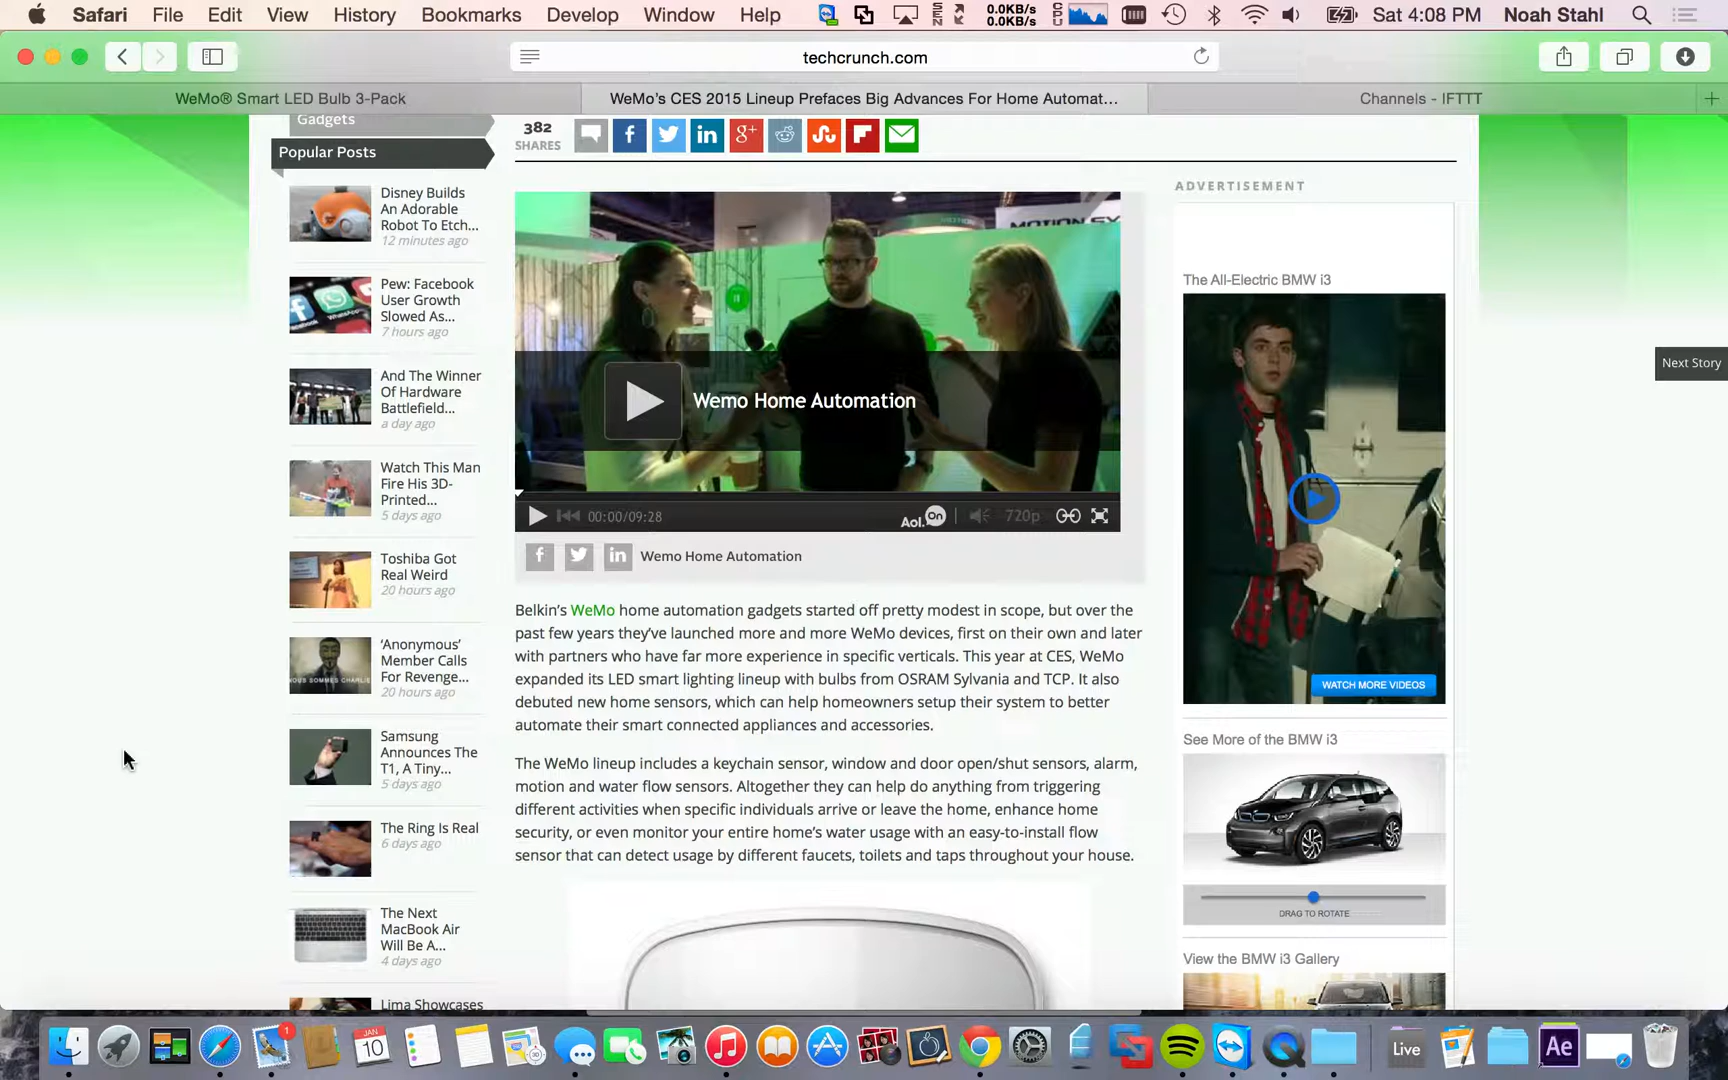 Safari File Edit View History Bookmarks Develop Window Help
0.0KB/s
0.0KB/s
Sat 4:08 PM Noah Stahl
techcrunch.com
WeMo® Smart LED Bulb 3-Pack
WeMo’s CES 2015 Lineup Prefaces Big Advances For Home Automat...
Channels - IFTTT
Gadgets
Popular Posts
Disney Builds
An Adorable
Robot To Etch...
12 minutes ago
Pew: Facebook
User Growth
Slowed As...
7 hours ago
And The Winner
Of Hardware
Battlefield...
a day ago
Watch This Man
Fire His 3D-
Printed...
5 days ago
Toshiba Got
Real Weird
20 hours ago
‘Anonymous’
Member Calls
For Revenge...
20 hours ago
Samsung
Announces The
T1, A Tiny...
5 days ago
The Ring Is Real
6 days ago
The Next
MacBook Air
Will Be A...
4 days ago
Lima Showcases
382
SHARES
MOTION
Wemo Home Automation
00:00/09:28
Aol.On
720p
Wemo Home Automation
Belkin’s WeMo home automation gadgets started off pretty modest in scope, but over the
past few years they’ve launched more and more WeMo devices, first on their own and later
with partners who have far more experience in specific verticals. This year at CES, WeMo
expanded its LED smart lighting lineup with bulbs from OSRAM Sylvania and TCP. It also
debuted new home sensors, which can help homeowners setup their system to better
automate their smart connected appliances and accessories.
The WeMo lineup includes a keychain sensor, window and door open/shut sensors, alarm,
motion and water flow sensors. Altogether they can help do anything from triggering
different activities when specific individuals arrive or leave the home, enhance home
security, or even monitor your entire home’s water usage with an easy-to-install flow
sensor that can detect usage by different faucets, toilets and taps throughout your house.
ADVERTISEMENT
The All-Electric BMW i3
WATCH MORE VIDEOS
See More of the BMW i3
DRAG TO ROTATE
View the BMW i3 Gallery
Next Story
JAN
10
1
Live
Ae